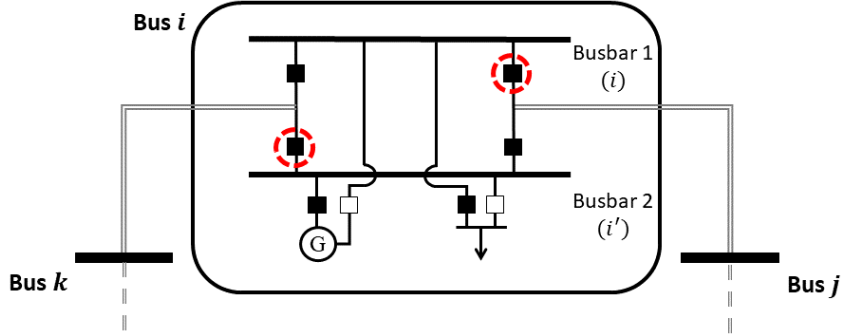 Bus i
Busbar 1
(i)
Busbar 2
(i′)
G
Bus k
Bus j